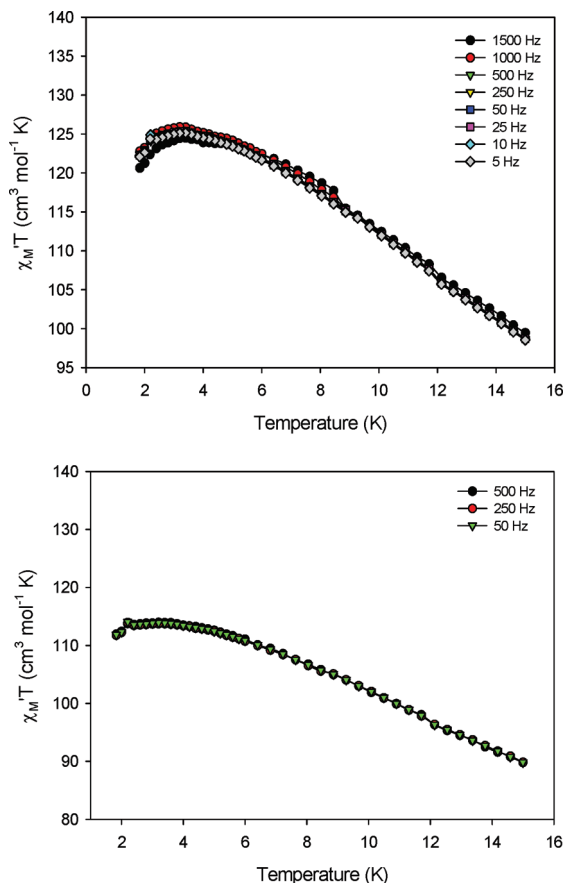 140
135
130
125
120
115
110
105
100
95
χM'T (cm³ mol⁻¹ K)
1500 Hz
1000 Hz
500 Hz
250 Hz
50 Hz
25 Hz
10 Hz
5 Hz
0 2 4 6 8 10 12 14 16
Temperature (K)
140
130
120
110
100
90
80
χM'T (cm³ mol⁻¹ K)
500 Hz
250 Hz
50 Hz
2 4 6 8 10 12 14 16
Temperature (K)